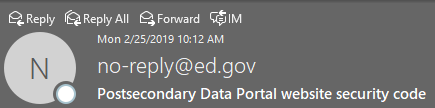 Reply Reply All Forward IM
Mon 2/25/2019 10:12 AM
N
no-reply@ed.gov
Postsecondary Data Portal website security code